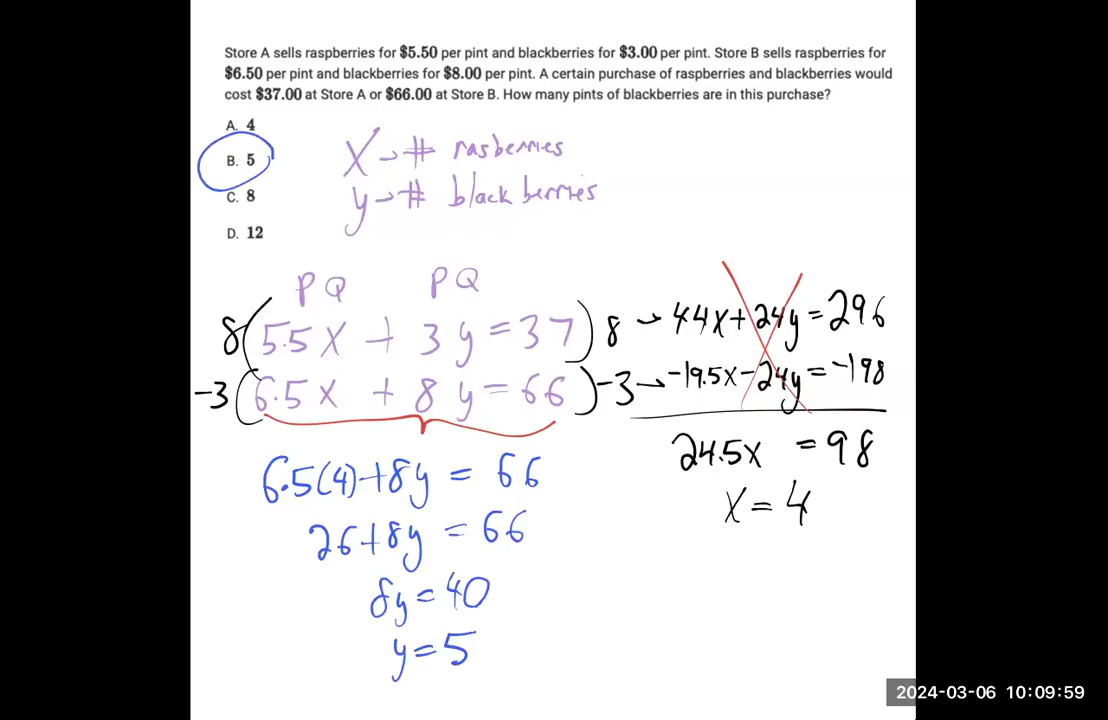 Store A sells raspberries for $5.50 per pint and blackberries for $3.00 per pint. Store B sells raspberries for
$6.50 per pint and blackberries for $8.00 per pint. A certain purchase of raspberries and blackberries would
cost $37.00 at Store A or $66.00 at Store B. How many pints of blackberries are in this purchase?
A. 4
B. 5
C. 8
D. 12
X → # rasberries
y → # blackberries
P Q P Q
8(5.5X + 3y = 37)8 → 44x + 24y = 296
-3(6.5X + 8y = 66)-3 → -19.5x - 24y = -198
24.5x = 98
X = 4
6.5(4) + 8y = 66
26 + 8y = 66
8y = 40
y = 5
2024-03-06 10:09:59